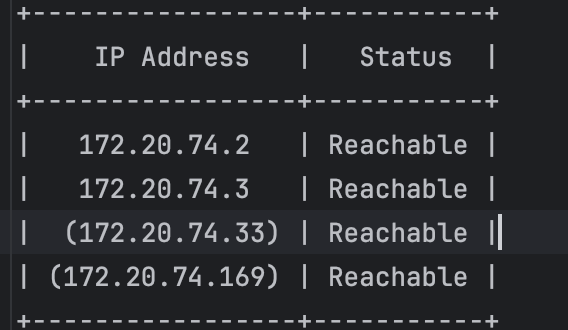 +-----------------+-----------+
|    IP Address   |   Status  |
+-----------------+-----------+
|   172.20.74.2   | Reachable |
|   172.20.74.3   | Reachable |
|  (172.20.74.33) | Reachable |
| (172.20.74.169) | Reachable |
+-----------------+-----------+